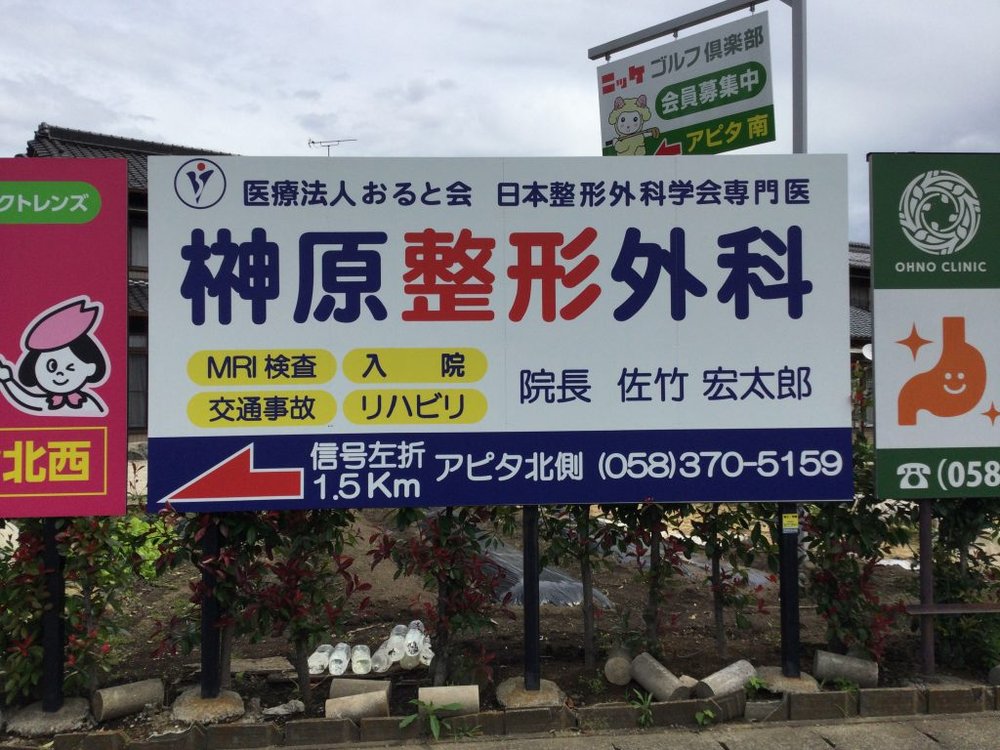 ニッケ ゴルフ倶楽部
会員募集中
アピタ 南
クトレンズ
北西
医療法人おると会 日本整形外科学会専門医
榊原整形外科
MRI 検査 入 院
交通事故 リハビリ
院長 佐竹 宏太郎
信号左折
1.5Km
アピタ北側 (058)370-5159
OHNO CLINIC
☎(058